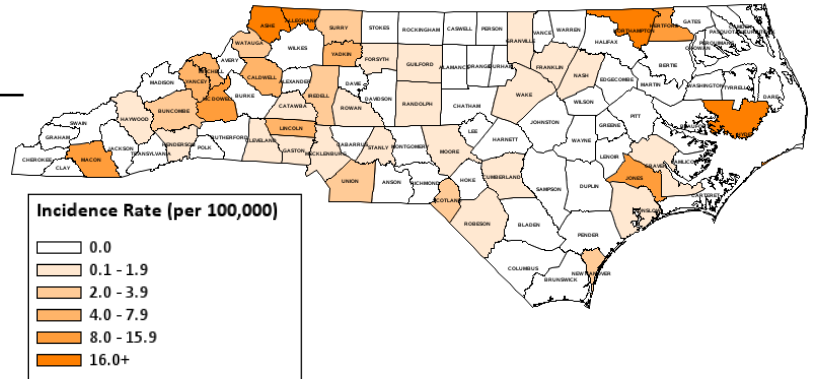 GATES
ASHE
ALLEGHANY
SURRY
STOKES
ROCKINGHAM
CASWELL
PERSON
GRANVILLE
VANCE
WARREN
NORTHAMPTON
HERTFORD
HALIFAX
WATAUGA
WILKES
YADKIN
FORSYTH
GUILFORD
ALAMANCE
ORANGE
DURHAM
FRANKLIN
NASH
BERTIE
AVERY
MITCHELL
YANCEY
CALDWELL
ALEXANDER
IREDELL
DAVIE
DAVIDSON
RANDOLPH
CHATHAM
WAKE
EDGECOMBE
MARTIN
WASHINGTON
TYRRELL
DARE
MADISON
BUNCOMBE
MCDOWELL
BURKE
CATAWBA
ROWAN
WILSON
PITT
HAYWOOD
SWAIN
GRAHAM
CHEROKEE
CLAY
MACON
JACKSON
TRANSYLVANIA
HENDERSON
POLK
RUTHERFORD
CLEVELAND
LINCOLN
GASTON
MECKLENBURG
CABARRUS
STANLY
MONTGOMERY
MOORE
LEE
HARNETT
JOHNSTON
WAYNE
GREENE
LENOIR
CRAVEN
PAMLICO
JONES
CARTERET
ONSLOW
UNION
ANSON
RICHMOND
SCOTLAND
HOKE
CUMBERLAND
SAMPSON
DUPLIN
ROBESON
BLADEN
PENDER
COLUMBUS
BRUNSWICK
NEW HANOVER
Incidence Rate (per 100,000)
0.0
0.1 - 1.9
2.0 - 3.9
4.0 - 7.9
8.0 - 15.9
16.0+